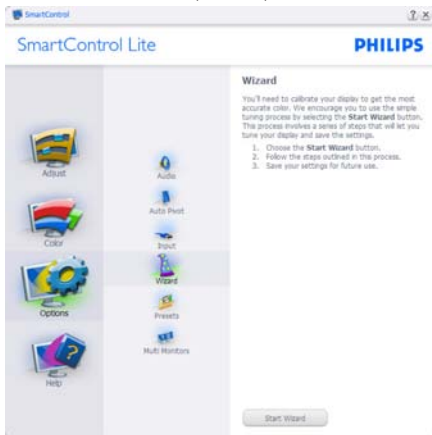 SmartControl
SmartControl Lite
PHILIPS
Adjust
Color
Options
Help
Audio
Auto Pivot
Input
Wizard
Presets
Multi Monitors
Wizard
You'll need to calibrate your display to get the most
accurate color. We encourage you to use the simple
tuning process by selecting the Start Wizard button.
This process involves a series of steps that will let you
tune your display and save the settings.
1. Choose the Start Wizard button.
2. Follow the steps outlined in this process.
3. Save your settings for future use.
Start Wizard